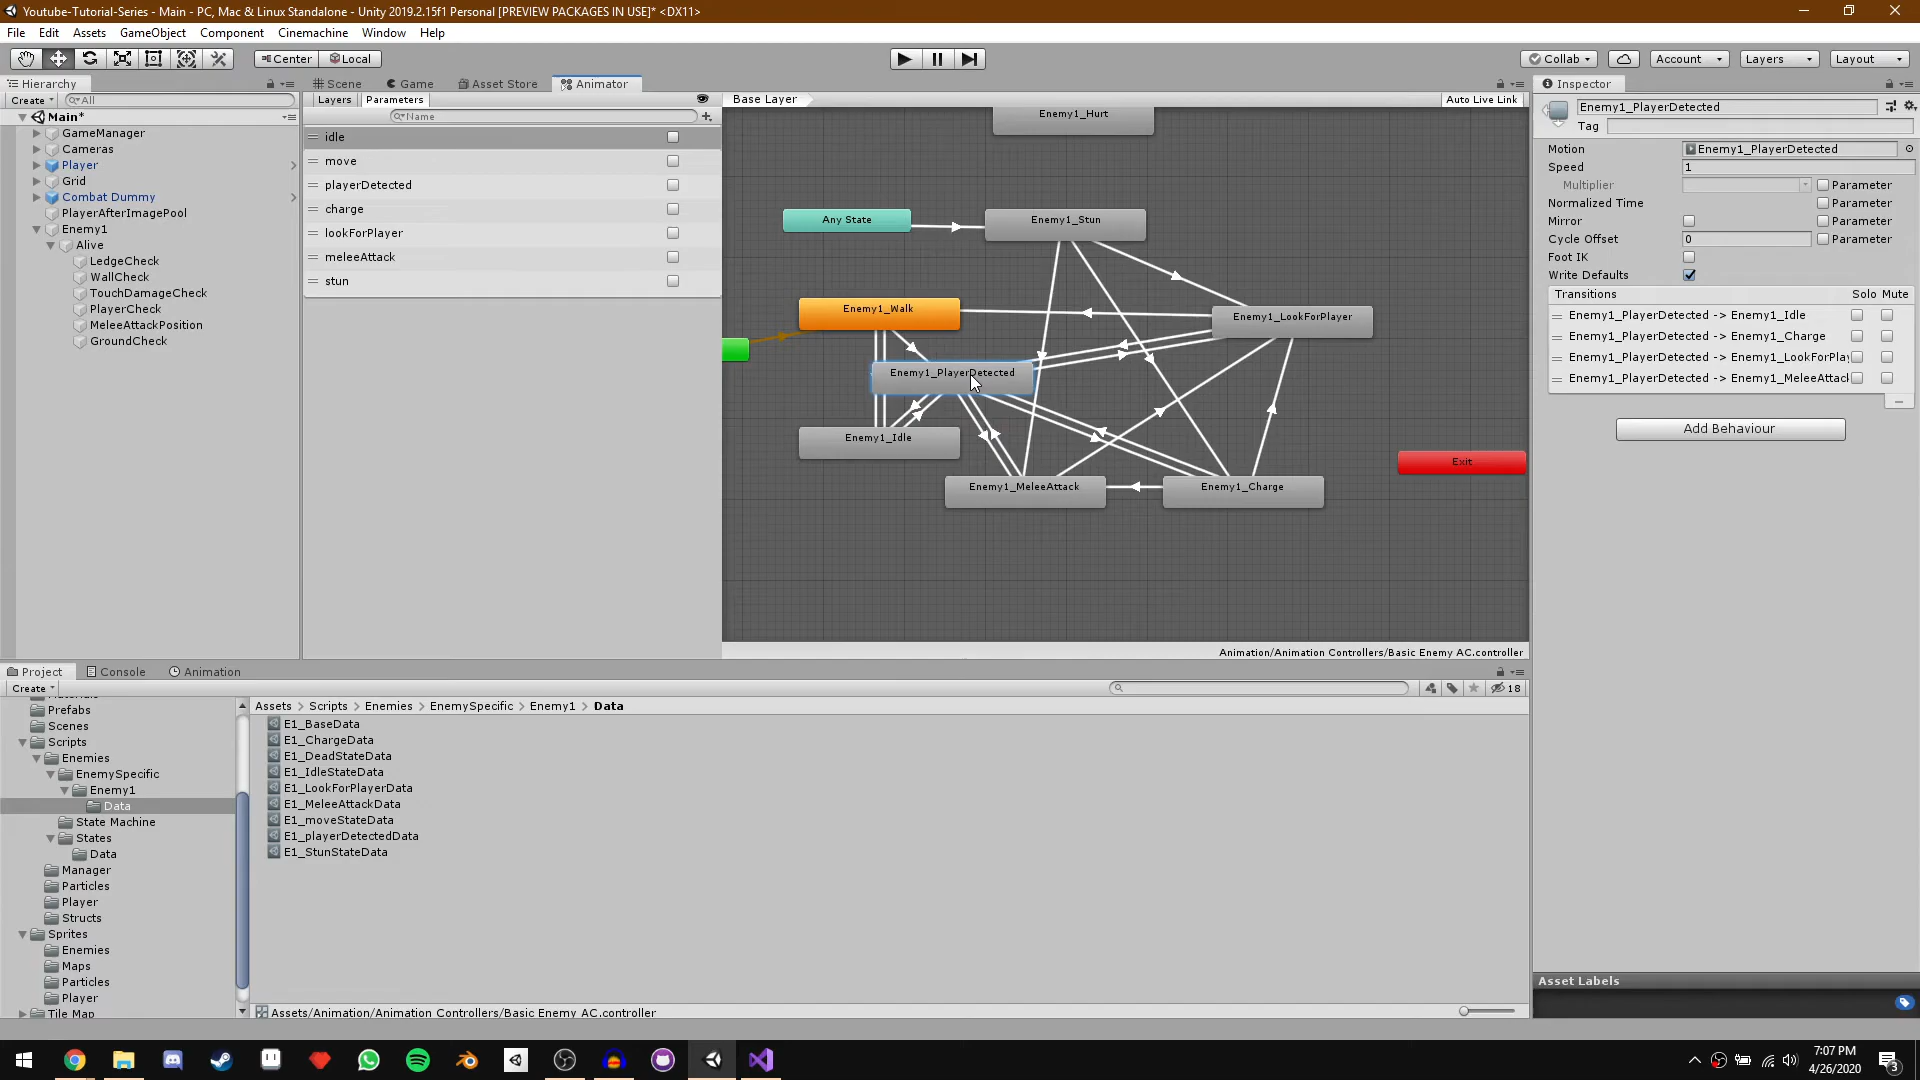 Youtube-Tutorial-Series - Main - PC, Mac & Linux Standalone - Unity 2019.2.15f1 Personal [PREVIEW PACKAGES IN USE]* <DX11>
File Edit Assets GameObject Component Cinemachine Window Help
Center Local Collab Account Layers Layout
Hierarchy Scene Game Asset Store Animator Inspector
Create All Layers Parameters Base Layer Auto Live Link
Name
Main*
GameManager
Cameras
Player
Grid
Combat Dummy
PlayerAfterImagePool
Enemy1
Alive
LedgeCheck
WallCheck
TouchDamageCheck
PlayerCheck
MeleeAttackPosition
GroundCheck
idle
move
playerDetected
charge
lookForPlayer
meleeAttack
stun
Enemy1_Hurt
Any State
Enemy1_Stun
Enemy1_Walk
Enemy1_LookForPlayer
Enemy1_PlayerDetected
Enemy1_Idle
Enemy1_MeleeAttack
Enemy1_Charge
Exit
Animation/Animation Controllers/Basic Enemy AC.controller
Enemy1_PlayerDetected
Tag
Motion Enemy1_PlayerDetected
Speed 1
Multiplier Parameter
Normalized Time Parameter
Mirror Parameter
Cycle Offset 0 Parameter
Foot IK
Write Defaults
Transitions Solo Mute
Enemy1_PlayerDetected -> Enemy1_Idle
Enemy1_PlayerDetected -> Enemy1_Charge
Enemy1_PlayerDetected -> Enemy1_LookForPlay
Enemy1_PlayerDetected -> Enemy1_MeleeAttack
Add Behaviour
Asset Labels
Project Console Animation
Create 18
Materials
Prefabs
Scenes
Scripts
Enemies
EnemySpecific
Enemy1
Data
State Machine
States
Data
Manager
Particles
Player
Structs
Sprites
Enemies
Maps
Particles
Player
Tile Map
Assets > Scripts > Enemies > EnemySpecific > Enemy1 > Data
E1_BaseData
E1_ChargeData
E1_DeadStateData
E1_IdleStateData
E1_LookForPlayerData
E1_MeleeAttackData
E1_moveStateData
E1_playerDetectedData
E1_StunStateData
Assets/Animation/Animation Controllers/Basic Enemy AC.controller
7:07 PM
4/26/2020
3